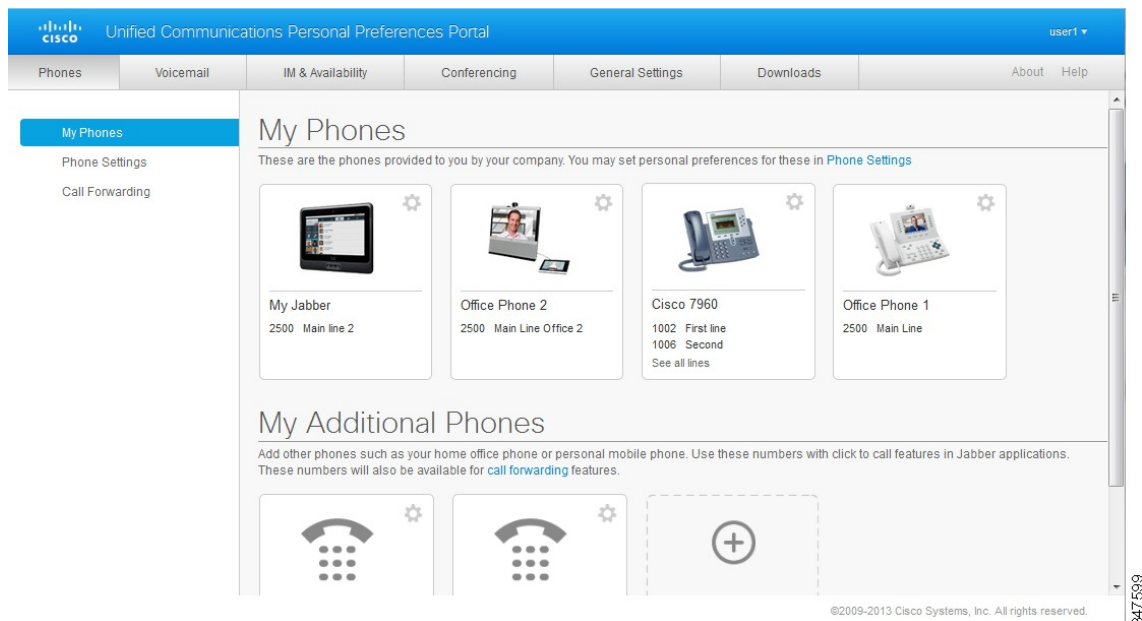 CISCO Unified Communications Personal Preferences Portal user1 ▾
Phones Voicemail IM & Availability Conferencing General Settings Downloads About Help
My Phones
Phone Settings
Call Forwarding
My Phones
These are the phones provided to you by your company. You may set personal preferences for these in Phone Settings
My Jabber
2500 Main line 2
Office Phone 2
2500 Main Line Office 2
Cisco 7960
1002 First line
1006 Second
See all lines
Office Phone 1
2500 Main Line
My Additional Phones
Add other phones such as your home office phone or personal mobile phone. Use these numbers with click to call features in Jabber applications.
These numbers will also be available for call forwarding features.
©2009-2013 Cisco Systems, Inc. All rights reserved.
347599